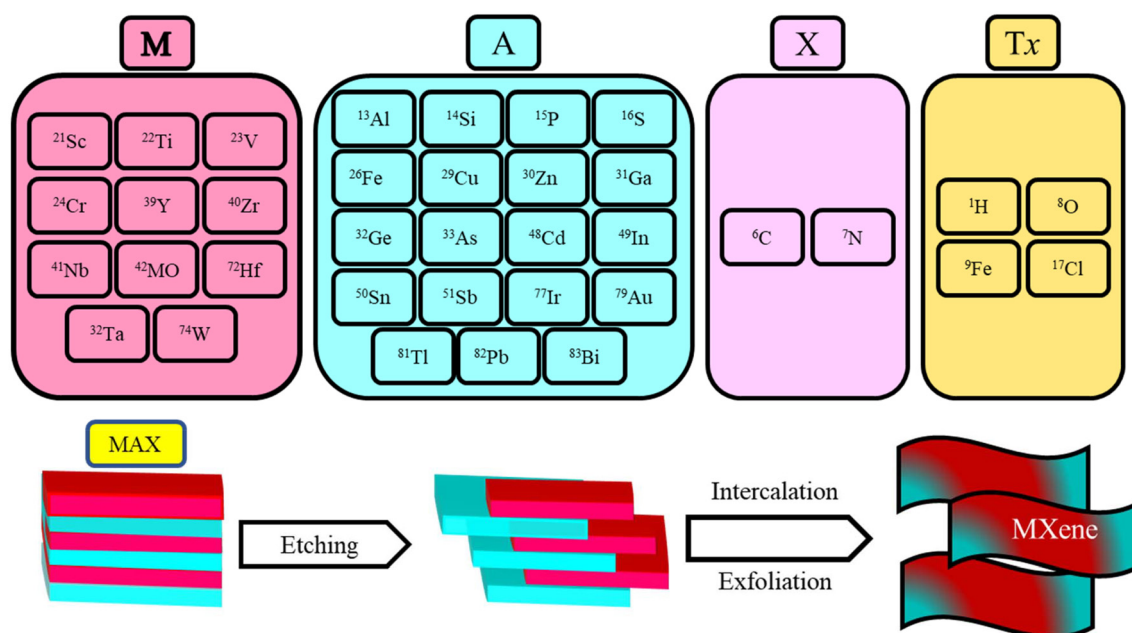 M A X Tx
¹³Al ¹⁴Si ¹⁵P ¹⁶S
²¹Sc ²²Ti ²³V
²⁶Fe ²⁹Cu ³⁰Zn ³¹Ga
²⁴Cr ³⁹Y ⁴⁰Zr
¹H ⁸O
³²Ge ³³As ⁴⁸Cd ⁴⁹In
⁶C ⁷N
⁴¹Nb ⁴²MO ⁷²Hf
⁹Fe ¹⁷Cl
⁵⁰Sn ⁵¹Sb ⁷⁷Ir ⁷⁹Au
³²Ta ⁷⁴W
⁸¹Tl ⁸²Pb ⁸³Bi
MAX
Etching
Intercalation
Exfoliation
MXene